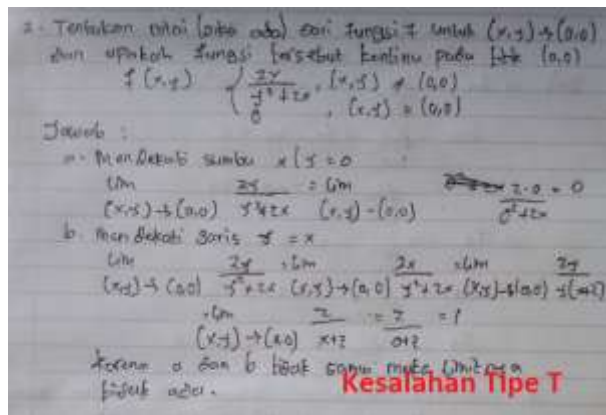 2. Tentukan nilai (jika ada) dari fungsi f untuk (x,y) → (0,0)
dan apakah fungsi tersebut kontinu pada titik (0,0)
f (x,y) { 2y / y²+2x , (x,y) ≠ (0,0)
0 , (x,y) = (0,0)
Jawab :
a. Mendekati sumbu x | y = 0
lim (x,y)→(0,0) 2y / y²+2x = lim (x,y)→(0,0) 2.0 / 0²+2x = 0
b. Mendekati garis y = x
lim (x,y)→(0,0) 2y / y²+2x = lim (x,y)→(0,0) 2x / y²+2x = lim (x,y)→(0,0) 2y
= lim (x,y)→(0,0) 2 / x+2 = 2 / 0+2 = 1
Karena a dan b tidak sama maka limitnya
tidak ada.
Kesalahan Tipe T